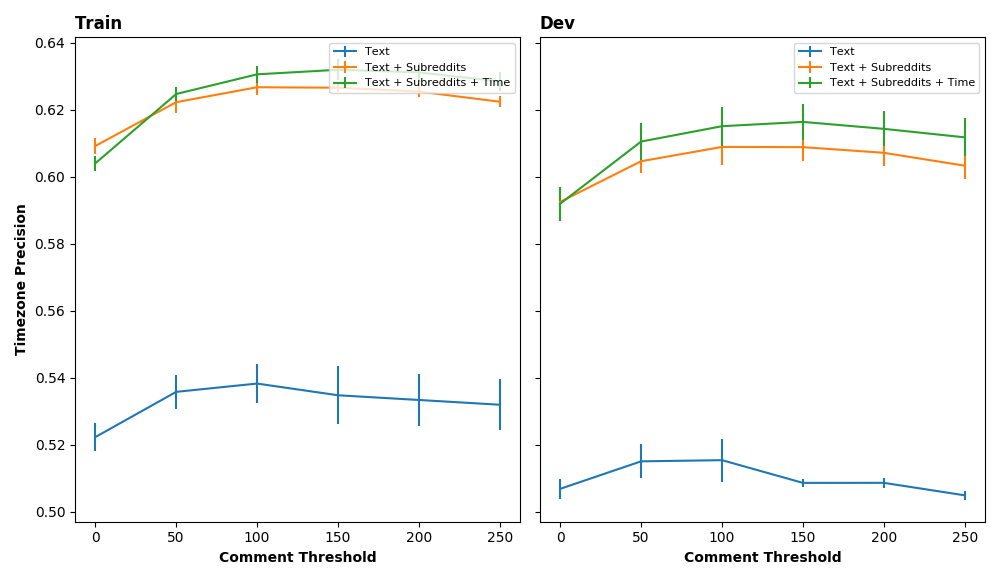 Train
Dev
Text
Text + Subreddits
Text + Subreddits + Time
Text
Text + Subreddits
Text + Subreddits + Time
Timezone Precision
0.64
0.62
0.60
0.58
0.56
0.54
0.52
0.50
0 50 100 150 200 250
0 50 100 150 200 250
Comment Threshold
Comment Threshold